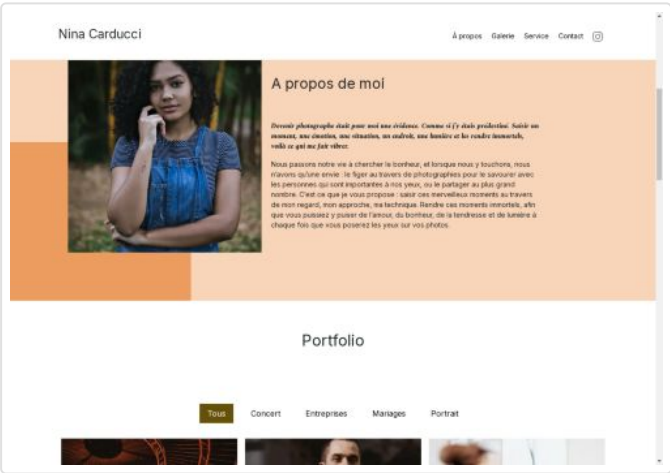 Nina Carducci
À propos Galerie Service Contact
A propos de moi
Devenir photographe était pour moi une évidence. Comme si j'y étais prédestiné. Saisir un
moment, une émotion, une situation, un endroit, une lumière et les rendre immortels,
voilà ce qui me fait vibrer.
Nous passons notre vie à chercher le bonheur, et lorsque nous y touchons, nous
n'avons qu'une envie : le figer au travers de photographies pour le savourer avec
les personnes qui sont importantes à nos yeux, ou le partager au plus grand
nombre. C'est ce que je vous propose : saisir ces merveilleux moments au travers
de mon regard, mon approche, ma technique. Rendre ces moments immortels, afin
que vous puissiez y puiser de l'amour, du bonheur, de la tendresse et de lumière à
chaque fois que vous poserez les yeux sur vos photos.
Portfolio
Tous Concert Entreprises Mariages Portrait